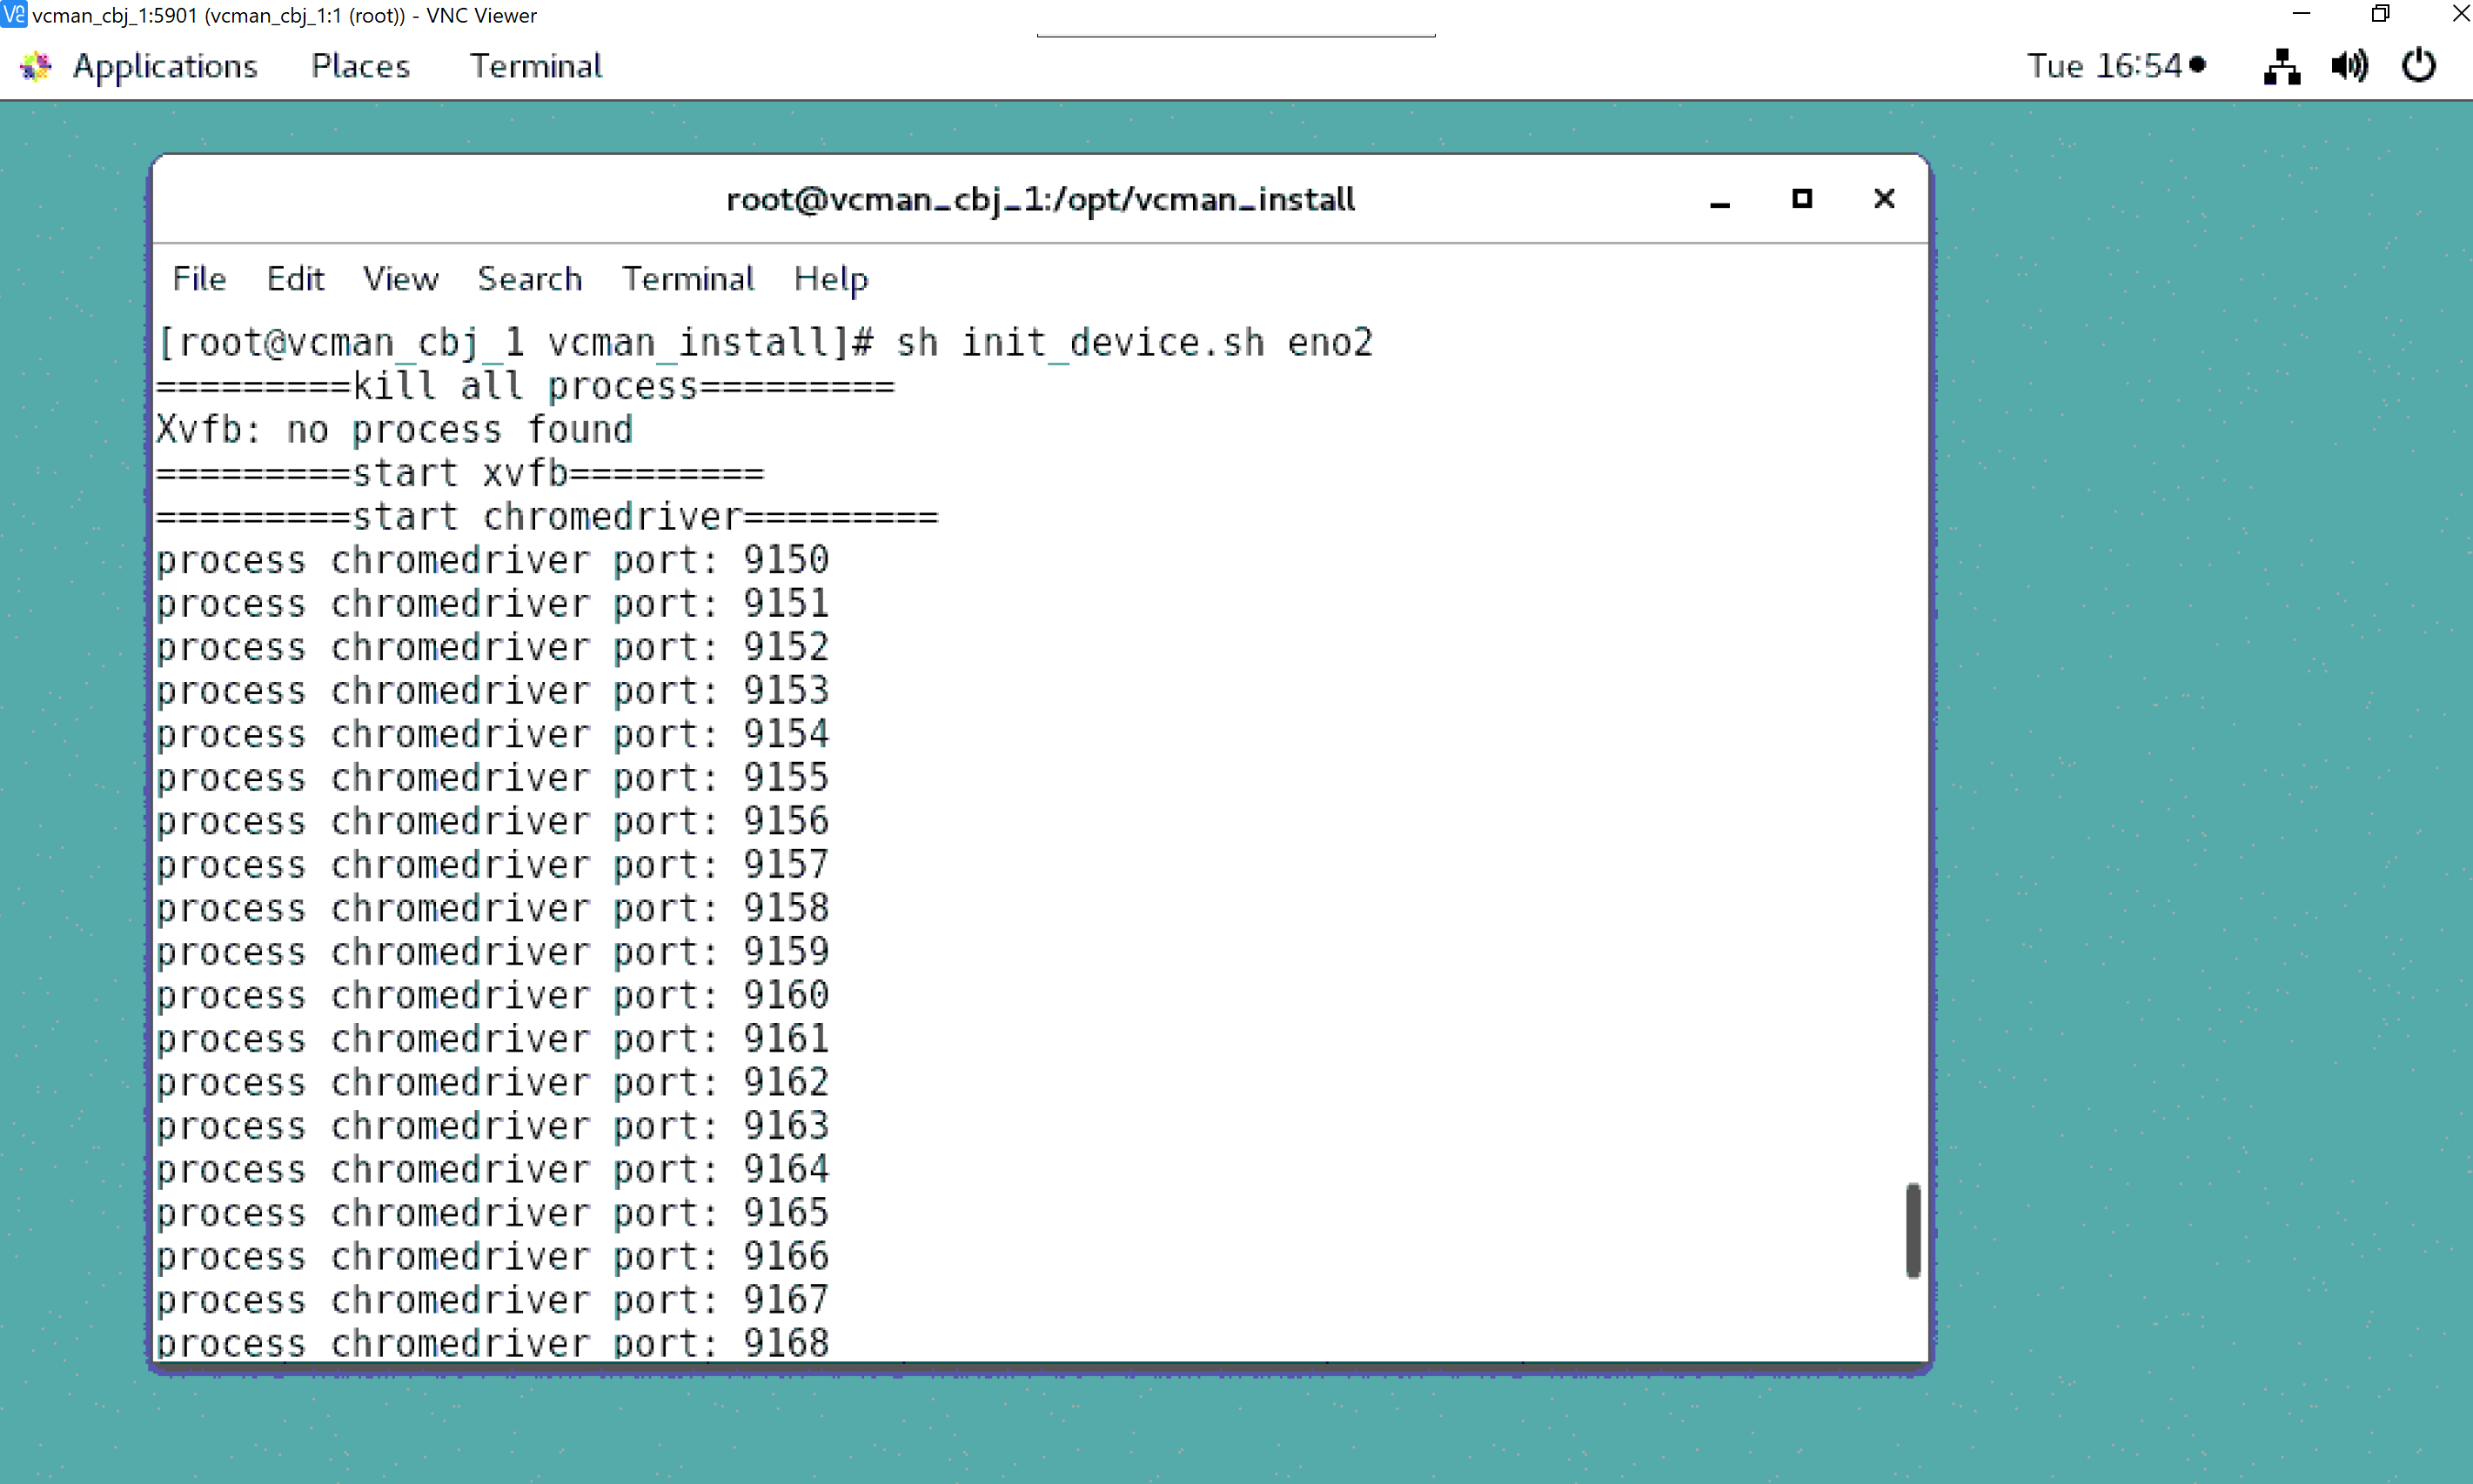 vcman_cbj_1:5901 (vcman_cbj_1:1 (root)) - VNC Viewer
Applications Places Terminal Tue 16:54
root@vcman_cbj_1:/opt/vcman_install
File Edit View Search Terminal Help
[root@vcman_cbj_1 vcman_install]# sh init_device.sh eno2
=========kill all process=========
Xvfb: no process found
=========start xvfb=========
=========start chromedriver=========
process chromedriver port: 9150
process chromedriver port: 9151
process chromedriver port: 9152
process chromedriver port: 9153
process chromedriver port: 9154
process chromedriver port: 9155
process chromedriver port: 9156
process chromedriver port: 9157
process chromedriver port: 9158
process chromedriver port: 9159
process chromedriver port: 9160
process chromedriver port: 9161
process chromedriver port: 9162
process chromedriver port: 9163
process chromedriver port: 9164
process chromedriver port: 9165
process chromedriver port: 9166
process chromedriver port: 9167
process chromedriver port: 9168